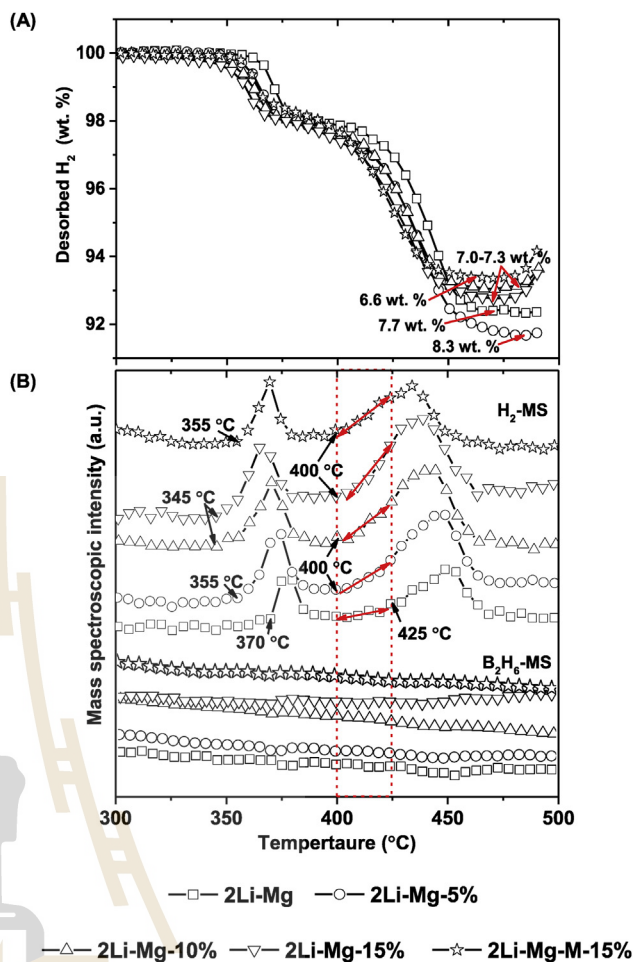 (A)
100
98
96
94
92
Desorbed H₂ (wt. %)
7.0-7.3 wt. %
6.6 wt. %
7.7 wt. %
8.3 wt. %
(B)
H₂-MS
355 °C
400 °C
345 °C
400 °C
355 °C
370 °C
425 °C
B₂H₆-MS
Mass spectroscopic intensity (a.u.)
300 350 400 450 500
Tempertaure (°C)
2Li-Mg 2Li-Mg-5%
2Li-Mg-10% 2Li-Mg-15% 2Li-Mg-M-15%